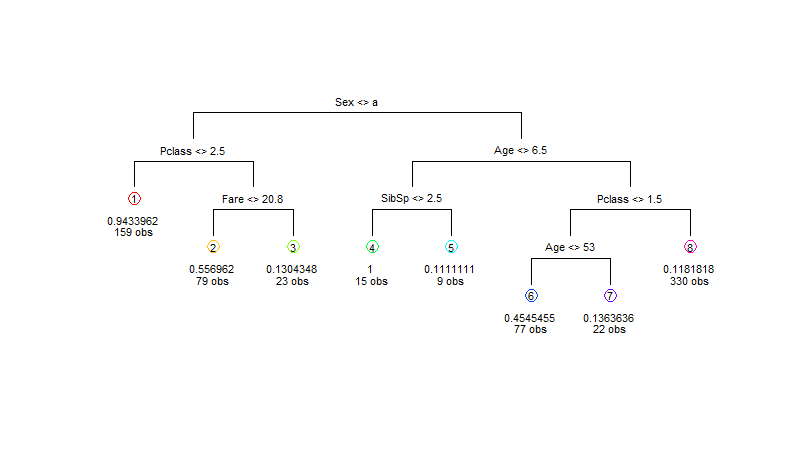 Sex <> a
Pclass <> 2.5
Age <> 6.5
1
0.9433962
159 obs
Fare <> 20.8
SibSp <> 2.5
Pclass <> 1.5
2
0.556962
79 obs
3
0.1304348
23 obs
4
1
15 obs
5
0.1111111
9 obs
Age <> 53
8
0.1181818
330 obs
6
0.4545455
77 obs
7
0.1363636
22 obs